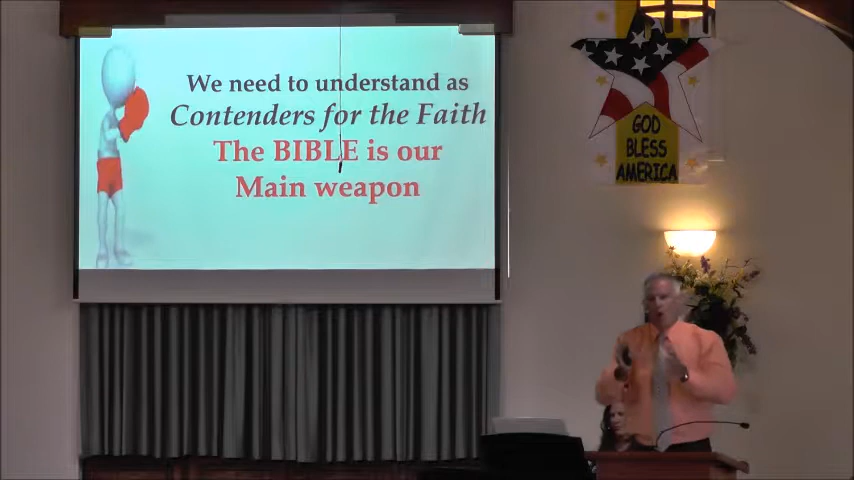 We need to understand as
Contenders for the Faith
The BIBLE is our
Main weapon
GOD
BLESS
AMERICA